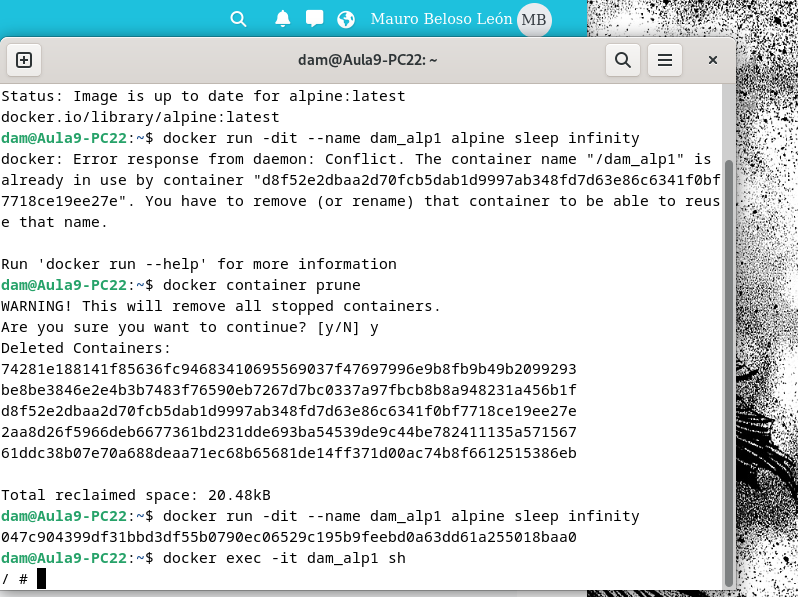 Mauro Beloso León MB
dam@Aula9-PC22: ~
Status: Image is up to date for alpine:latest
docker.io/library/alpine:latest
dam@Aula9-PC22:~$ docker run -dit --name dam_alp1 alpine sleep infinity
docker: Error response from daemon: Conflict. The container name "/dam_alp1" is
already in use by container "d8f52e2dbaa2d70fcb5dab1d9997ab348fd7d63e86c6341f0bf
7718ce19ee27e". You have to remove (or rename) that container to be able to reus
e that name.
Run 'docker run --help' for more information
dam@Aula9-PC22:~$ docker container prune
WARNING! This will remove all stopped containers.
Are you sure you want to continue? [y/N] y
Deleted Containers:
74281e188141f85636fc94683410695569037f47697996e9b8fb9b49b2099293
be8be3846e2e4b3b7483f76590eb7267d7bc0337a97fbcb8b8a948231a456b1f
d8f52e2dbaa2d70fcb5dab1d9997ab348fd7d63e86c6341f0bf7718ce19ee27e
2aa8d26f5966deb6677361bd231dde693ba54539de9c44be782411135a571567
61ddc38b07e70a688deaa71ec68b65681de14ff371d00ac74b8f6612515386eb
Total reclaimed space: 20.48kB
dam@Aula9-PC22:~$ docker run -dit --name dam_alp1 alpine sleep infinity
047c904399df31bbd3df55b0790ec06529c195b9feebd0a63dd61a255018baa0
dam@Aula9-PC22:~$ docker exec -it dam_alp1 sh
/ #